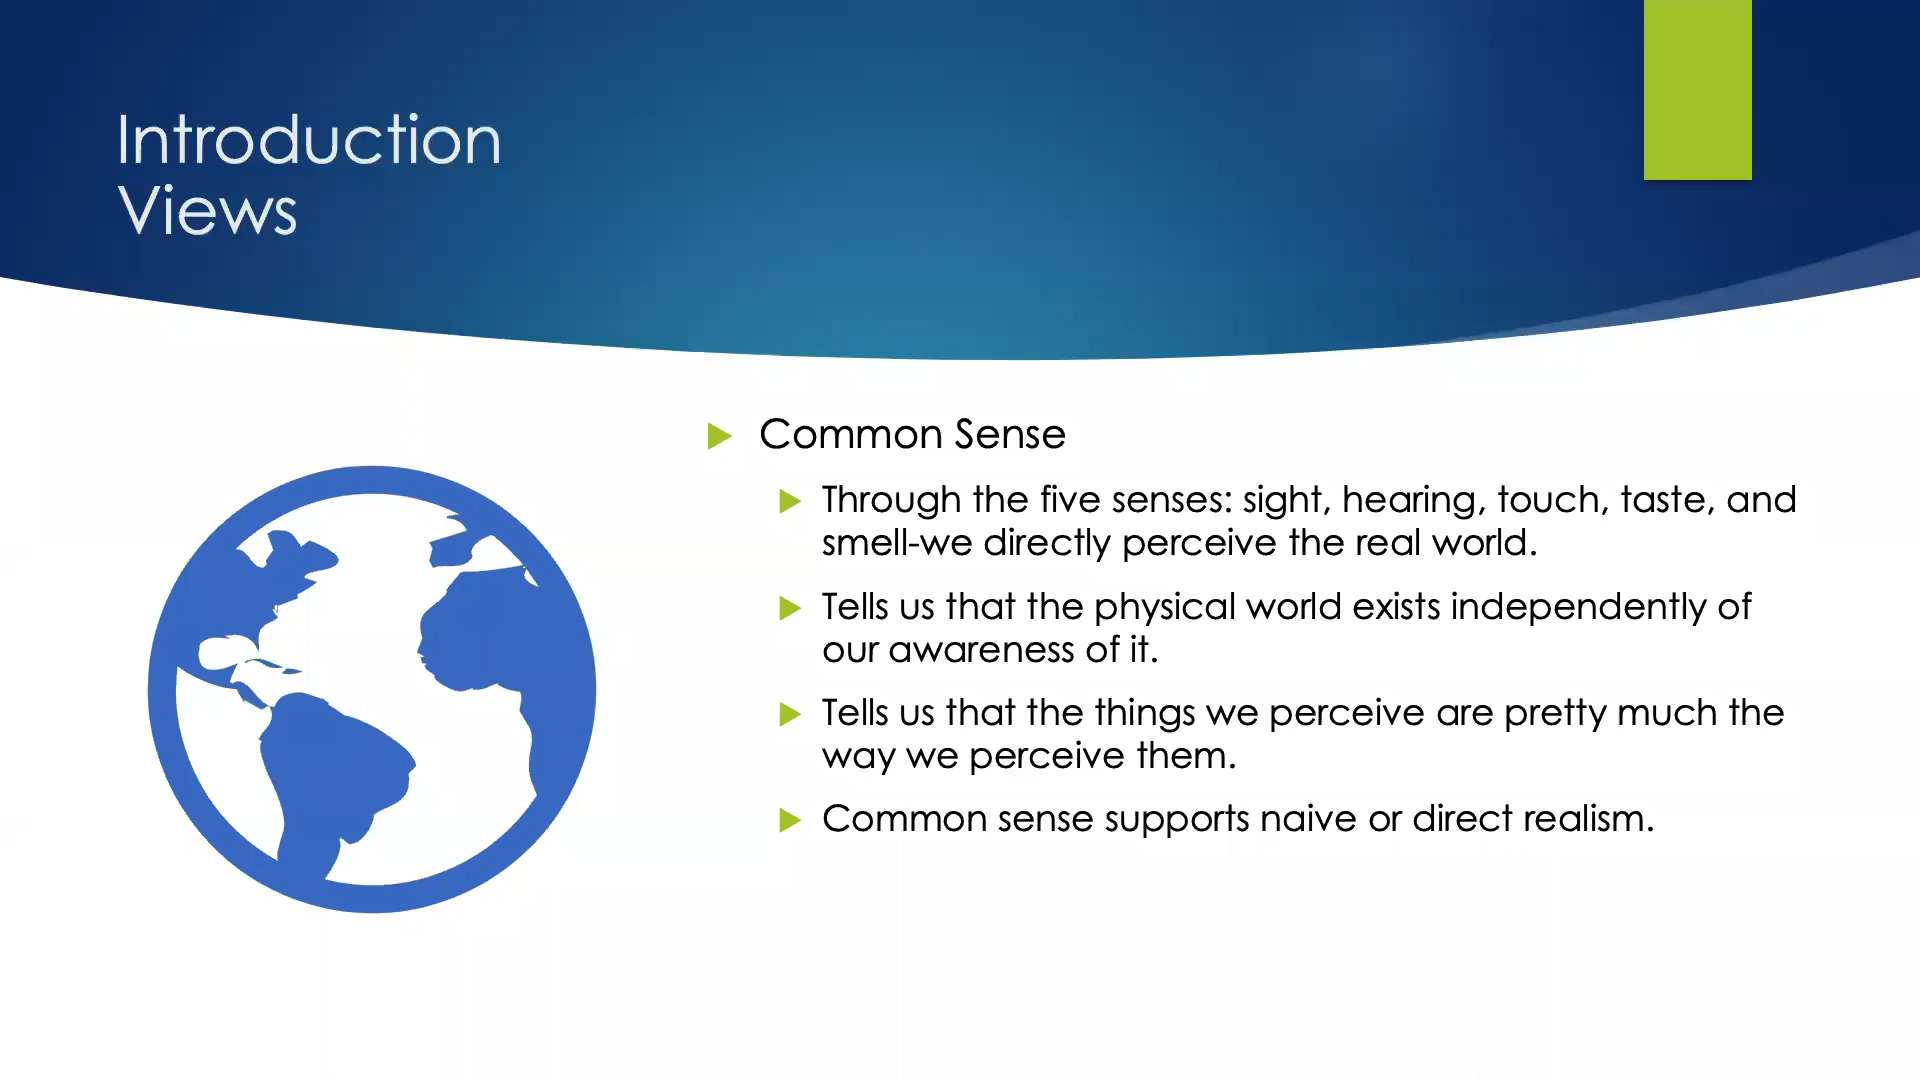 Introduction
Views
Common Sense
Through the five senses: sight, hearing, touch, taste, and
smell-we directly perceive the real world.
Tells us that the physical world exists independently of
our awareness of it.
Tells us that the things we perceive are pretty much the
way we perceive them.
Common sense supports naive or direct realism.